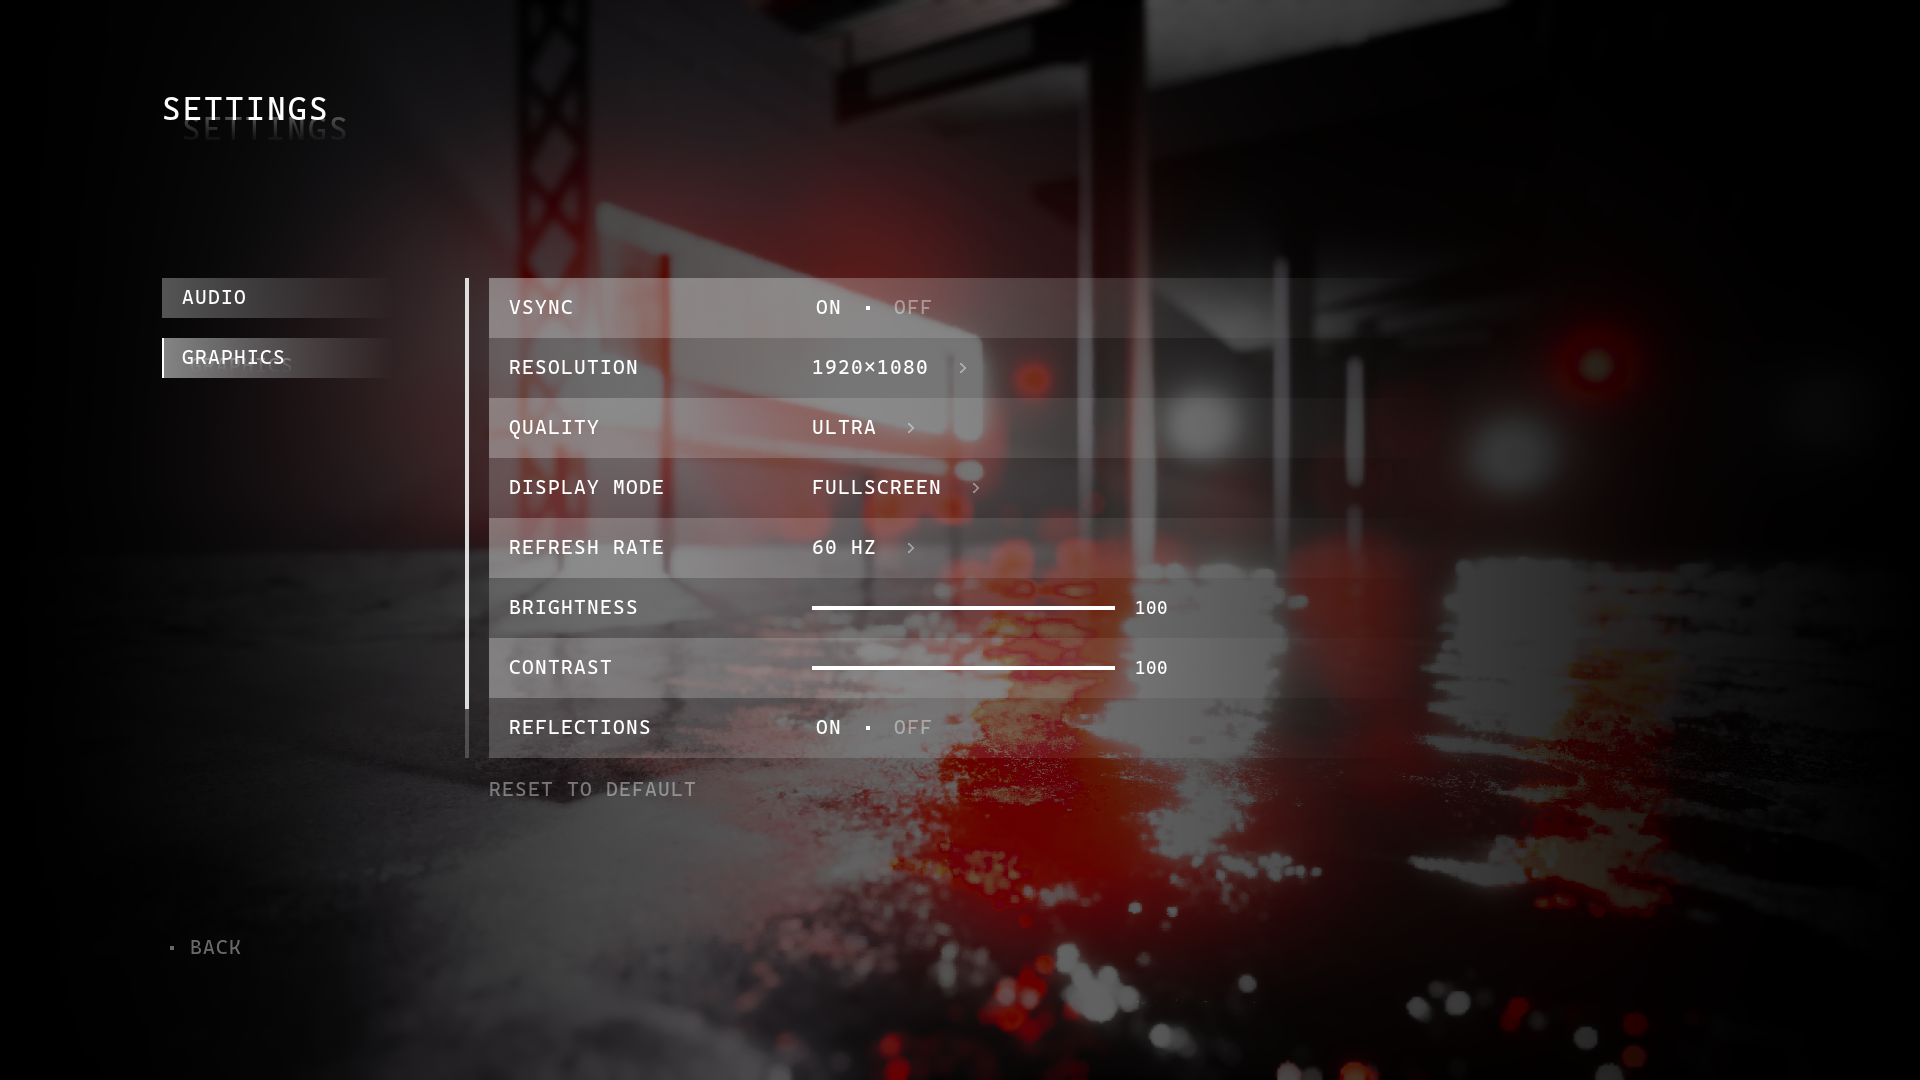 SETTINGS
AUDIO
GRAPHICS
VSYNC ON · OFF
RESOLUTION 1920×1080 >
QUALITY ULTRA >
DISPLAY MODE FULLSCREEN >
REFRESH RATE 60 HZ >
BRIGHTNESS 100
CONTRAST 100
REFLECTIONS ON · OFF
RESET TO DEFAULT
· BACK